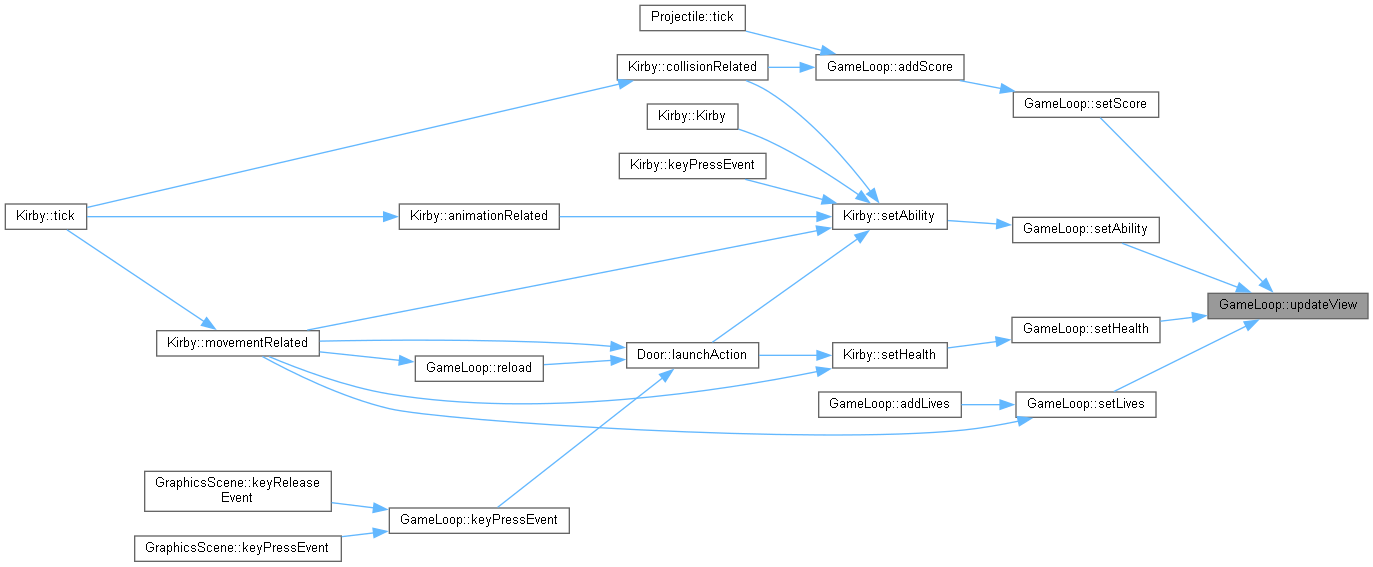 Projectile::tick
Kirby::collisionRelated
GameLoop::addScore
GameLoop::setScore
Kirby::Kirby
Kirby::keyPressEvent
Kirby::tick
Kirby::animationRelated
Kirby::setAbility
GameLoop::setAbility
GameLoop::updateView
Kirby::movementRelated
GameLoop::reload
Door::launchAction
Kirby::setHealth
GameLoop::setHealth
GameLoop::addLives
GameLoop::setLives
GraphicsScene::keyRelease
Event
GameLoop::keyPressEvent
GraphicsScene::keyPressEvent